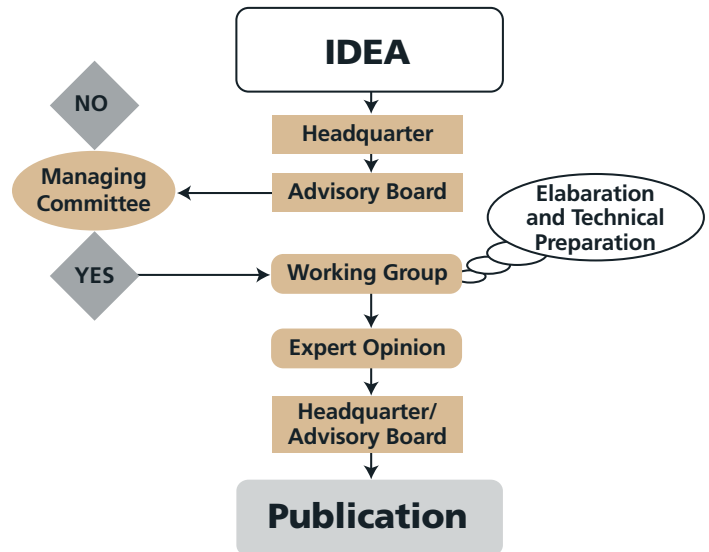 IDEA
NO
Headquarter
Managing
Committee
Advisory Board
Elabaration
and Technical
Preparation
YES
Working Group
Expert Opinion
Headquarter/
Advisory Board
Publication